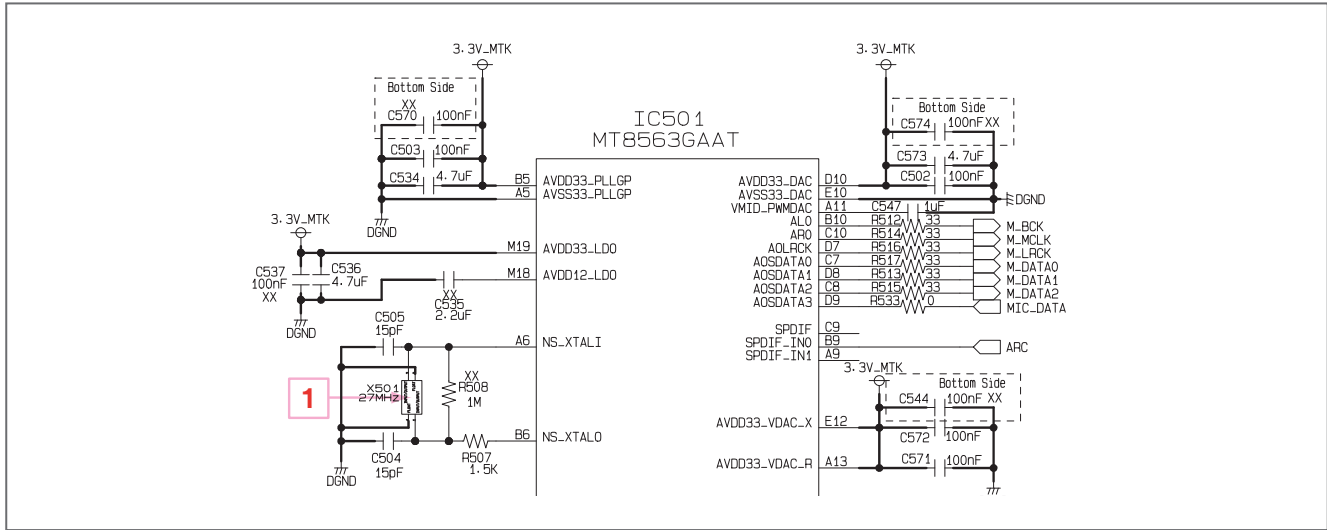 3.3V_MTK
Bottom Side
XX
C570 100nF
C503 100nF
C534 4.7uF
DGND
B5 AVDD33_PLLGP
A5 AVSS33_PLLGP
3.3V_MTK
M19 AVDD33_LDO
C537
100nF
XX
C536
4.7uF
M18 AVDD12_LDO
XX
C535
2.2uF
DGND
C505
15pF
A6 NS_XTALI
1
X501
27MHZ
XX
R508
1M
B6 NS_XTALO
C504
15pF
R507
1.5K
DGND
IC501
MT8563GAAT
3.3V_MTK
Bottom Side
C574 100nF XX
C573 4.7uF
C502 100nF
AVDD33_DAC D10
AVSS33_DAC E10
DGND
VMID_PWMDAC A11 C547 1uF
AL0 B10 R512 33 M_BCK
AR0 C10 R514 33 M_MCLK
AOLRCK D7 R516 33 M_LRCK
AOSDATA0 C7 R517 33 M_DATA0
AOSDATA1 D8 R513 33 M_DATA1
AOSDATA2 C8 R515 33 M_DATA2
AOSDATA3 D9 R533 0 MIC_DATA
SPDIF C9
SPDIF_IN0 B9 ARC
SPDIF_IN1 A9
3.3V_MTK
Bottom Side
C544 100nF XX
AVDD33_VDAC_X E12
C572 100nF
AVDD33_VDAC_R A13 C571 100nF